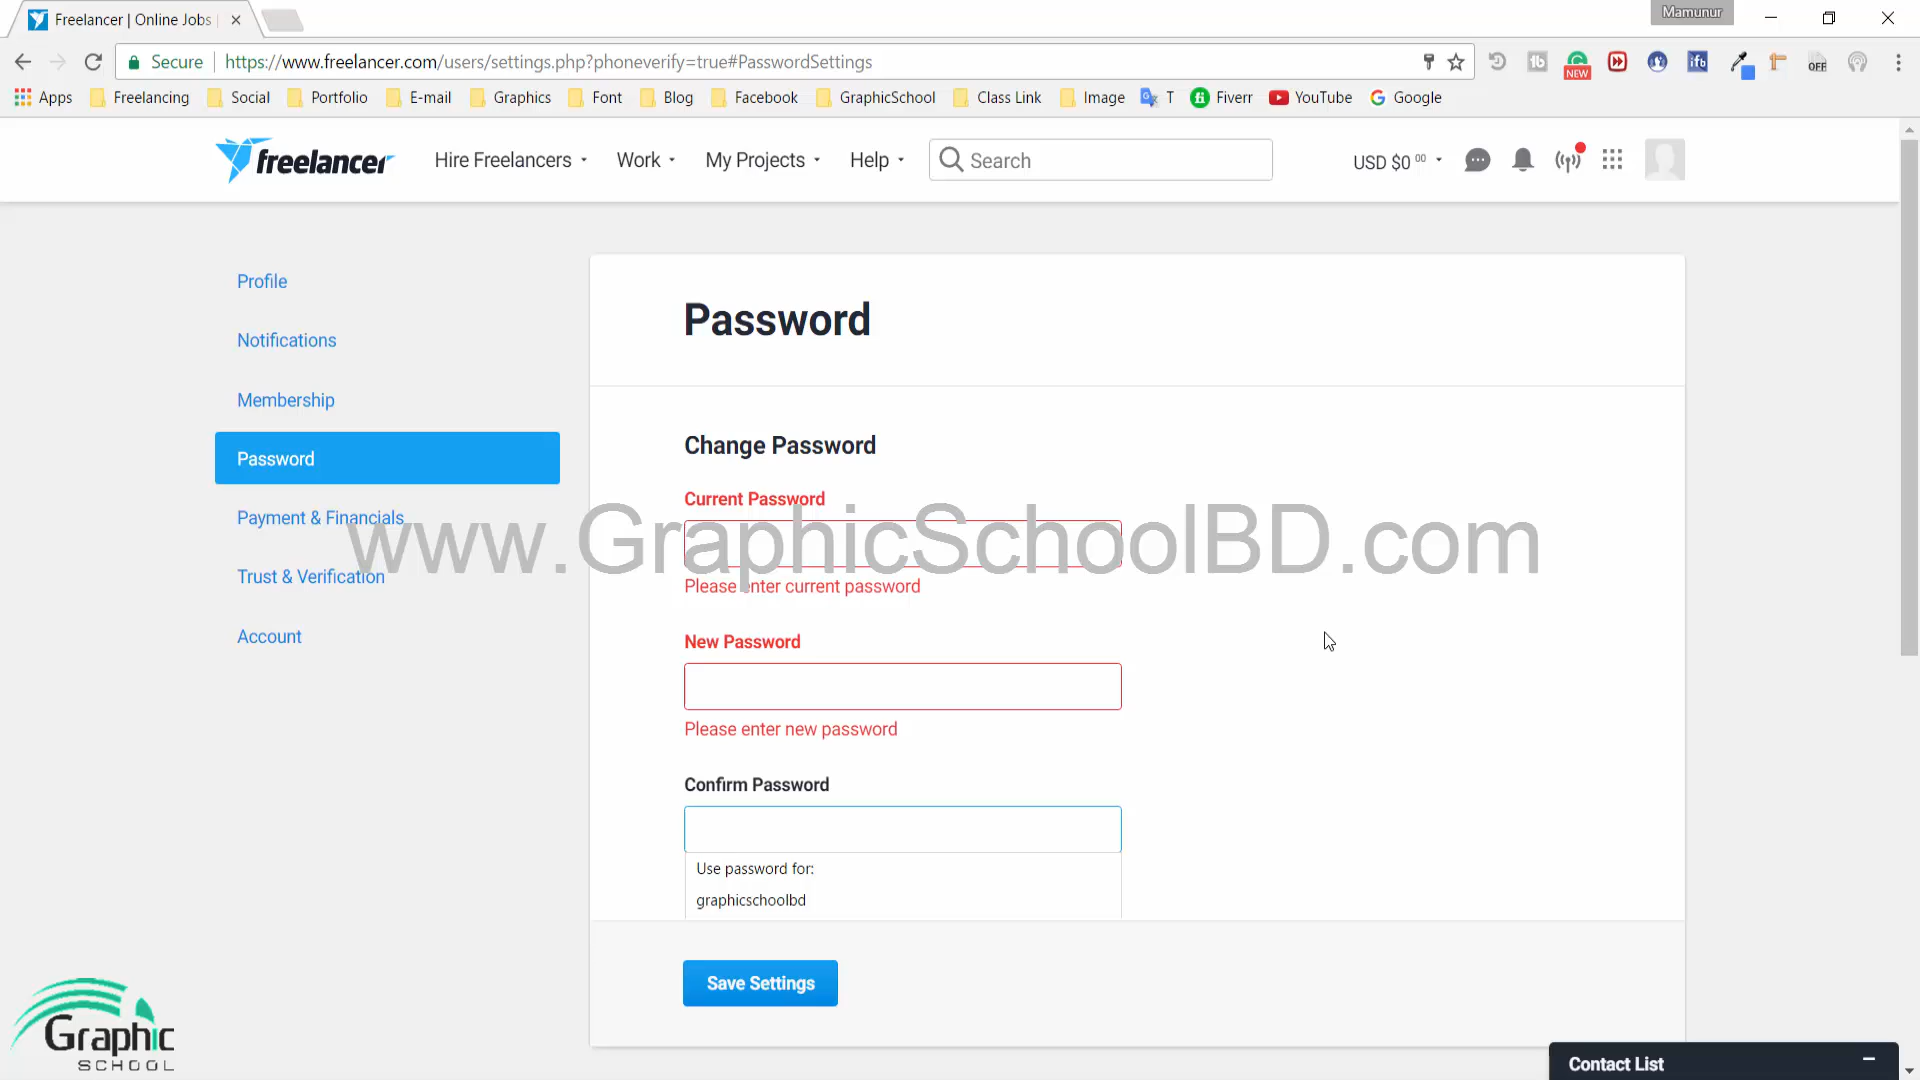 Freelancer | Online Jobs
Mamunur
Secure
https://www.freelancer.com/users/settings.php?phoneverify=true#PasswordSettings
1b
NEW
ifb
OFF
Apps
Freelancing
Social
Portfolio
E-mail
Graphics
Font
Blog
Facebook
GraphicSchool
Class Link
Image
T
Fiverr
YouTube
Google
freelancer
Hire Freelancers
Work
My Projects
Help
Search
USD $0 00
Profile
Notifications
Membership
Password
Payment & Financials
Trust & Verification
Account
Password
Change Password
Current Password
www.GraphicSchoolBD.com
Please enter current password
New Password
Please enter new password
Confirm Password
Use password for:
graphicschoolbd
Save Settings
Graphic
SCHOOL
Contact List